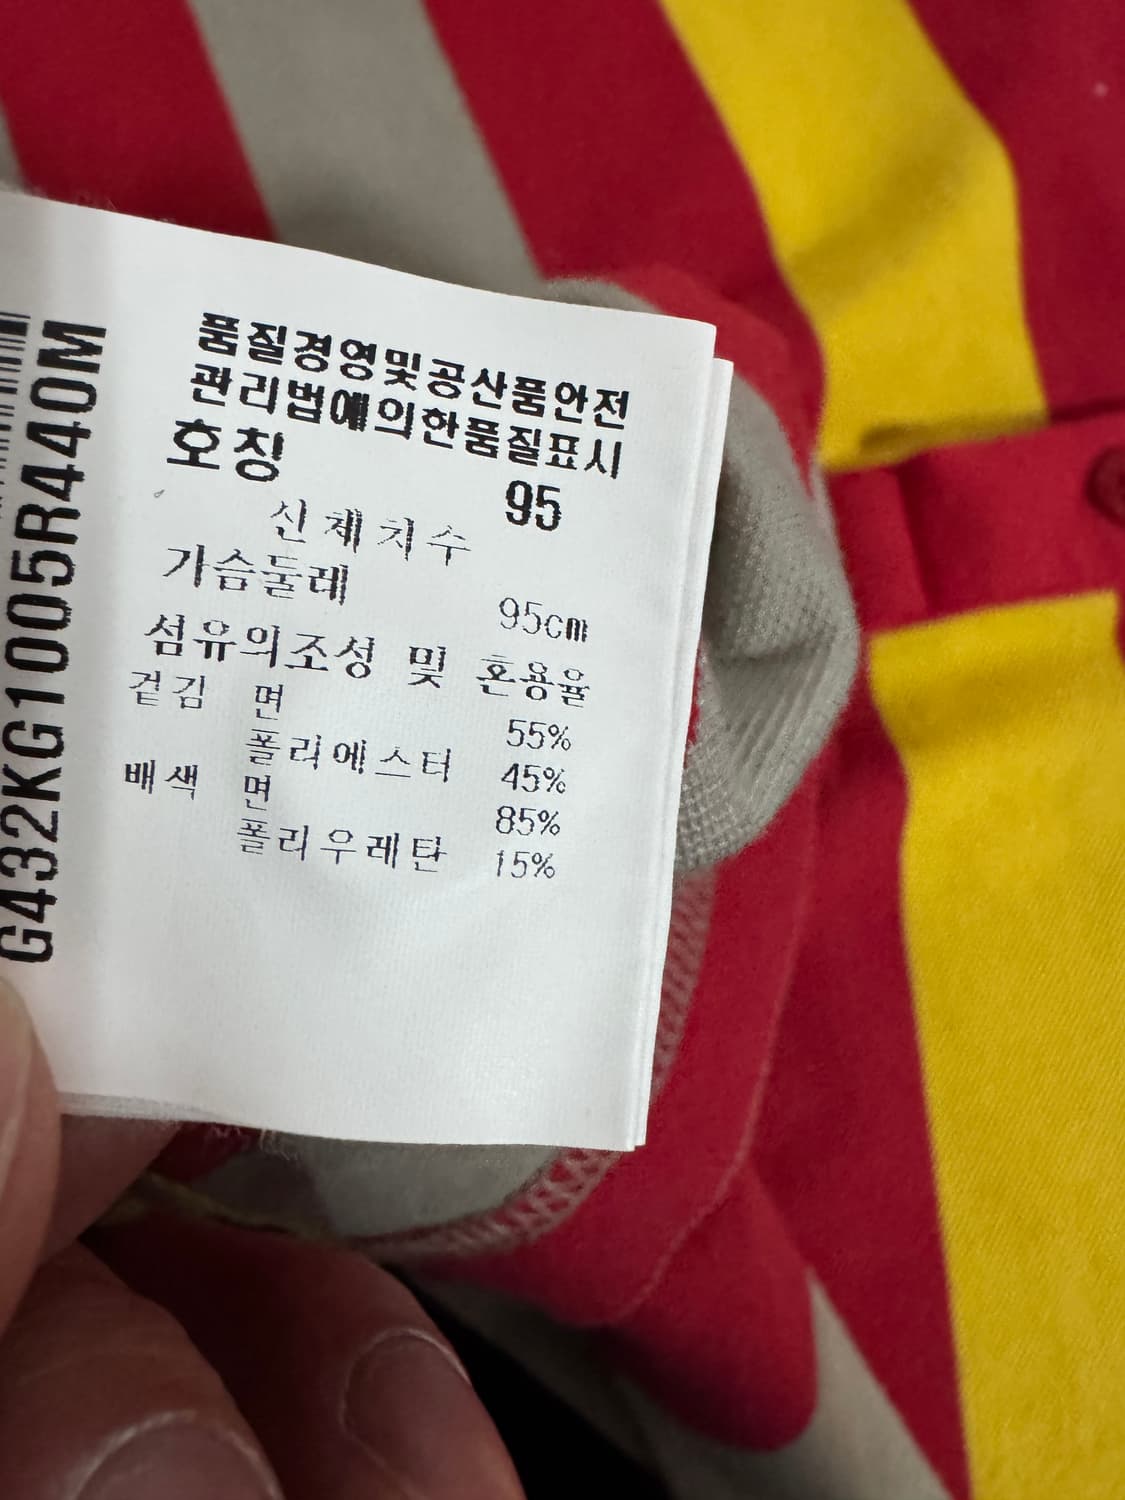 품질경영및공산품안전
관리법에의한품질표시
호칭 95
신체치수
가슴둘레 95cm
섬유의조성 및 혼용율
겉감 면 55%
폴리에스터 45%
배색 면 85%
폴리우레탄 15%
G432KG1005R440M